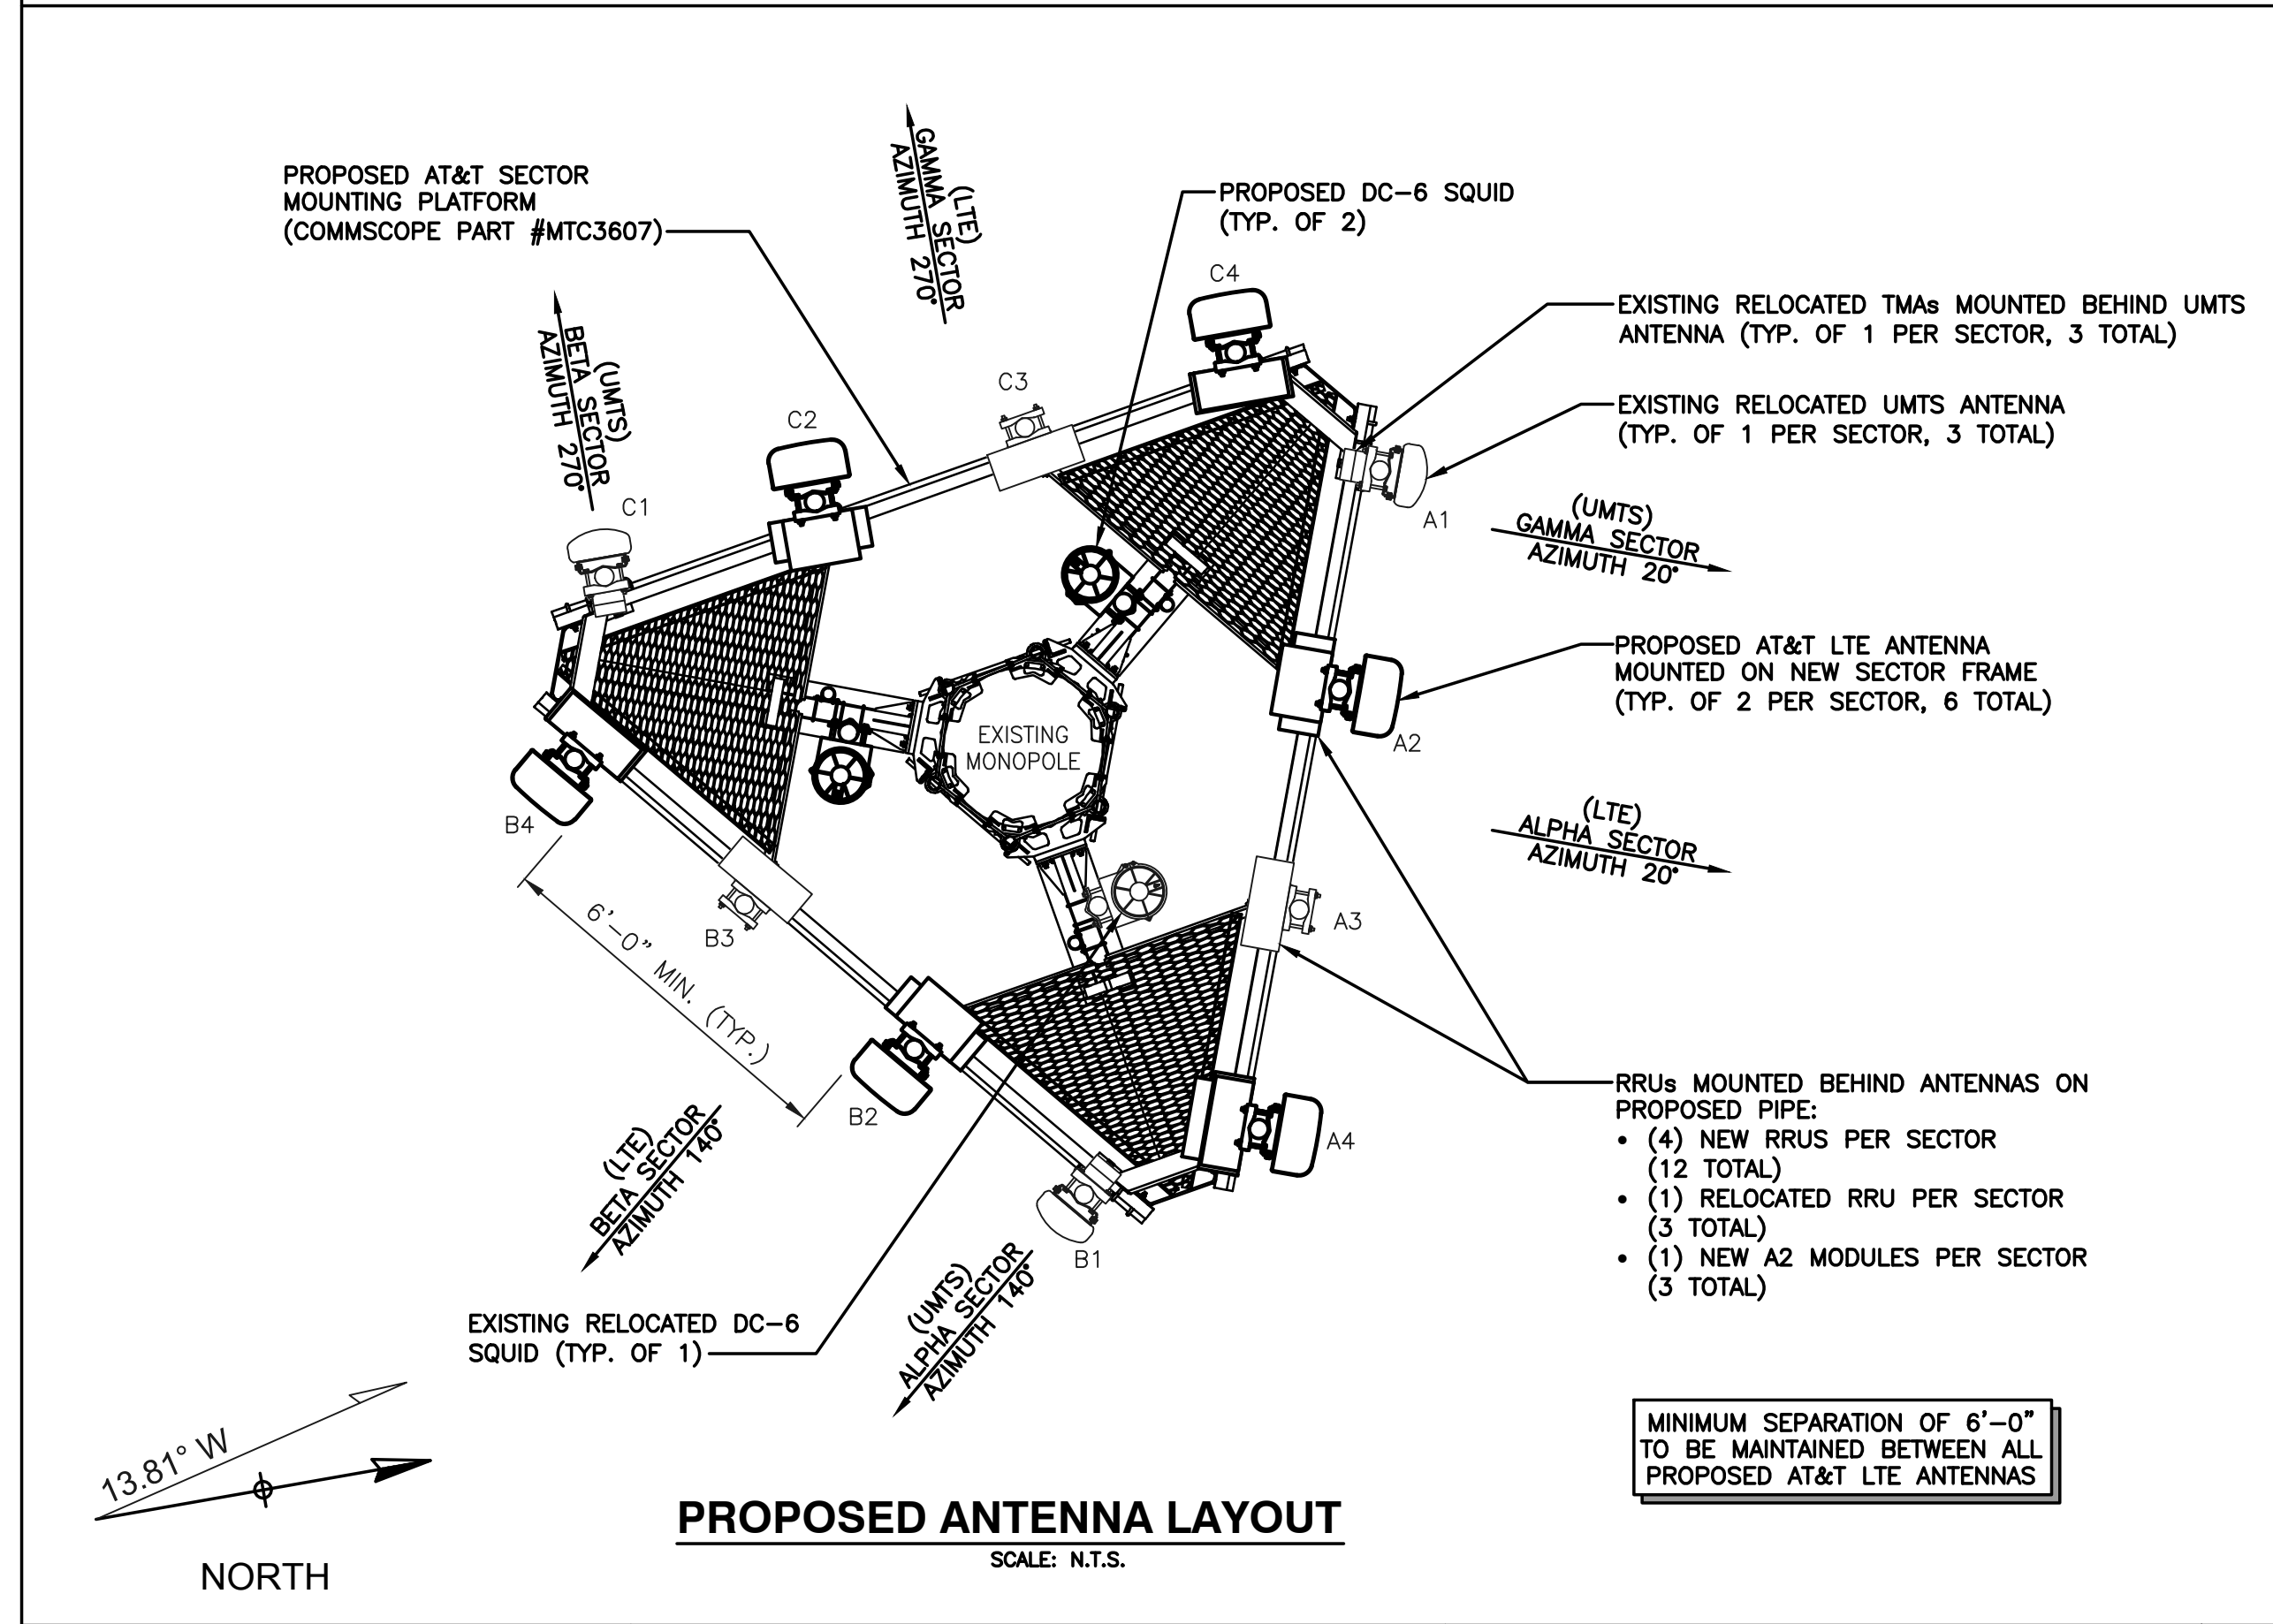 PROPOSED AT&T SECTOR
MOUNTING PLATFORM
(COMMSCOPE PART #MTC3607)
(LTE)
GAMMA SECTOR
AZIMUTH 270°
PROPOSED DC-6 SQUID
(TYP. OF 2)
(UMTS)
BETA SECTOR
AZIMUTH 270°
C4
C3
C2
C1
EXISTING RELOCATED TMAs MOUNTED BEHIND UMTS
ANTENNA (TYP. OF 1 PER SECTOR, 3 TOTAL)
EXISTING RELOCATED UMTS ANTENNA
(TYP. OF 1 PER SECTOR, 3 TOTAL)
A1
(UMTS)
GAMMA SECTOR
AZIMUTH 20°
PROPOSED AT&T LTE ANTENNA
MOUNTED ON NEW SECTOR FRAME
(TYP. OF 2 PER SECTOR, 6 TOTAL)
A2
EXISTING
MONOPOLE
(LTE)
ALPHA SECTOR
AZIMUTH 20°
B4
B3
A3
6'-0" MIN. (TYP.)
B2
A4
B1
RRUs MOUNTED BEHIND ANTENNAS ON
PROPOSED PIPE:
• (4) NEW RRUS PER SECTOR
(12 TOTAL)
• (1) RELOCATED RRU PER SECTOR
(3 TOTAL)
• (1) NEW A2 MODULES PER SECTOR
(3 TOTAL)
(LTE)
BETA SECTOR
AZIMUTH 140°
(UMTS)
ALPHA SECTOR
AZIMUTH 140°
EXISTING RELOCATED DC-6
SQUID (TYP. OF 1)
13.81° W
NORTH
MINIMUM SEPARATION OF 6'-0"
TO BE MAINTAINED BETWEEN ALL
PROPOSED AT&T LTE ANTENNAS
PROPOSED ANTENNA LAYOUT
SCALE: N.T.S.